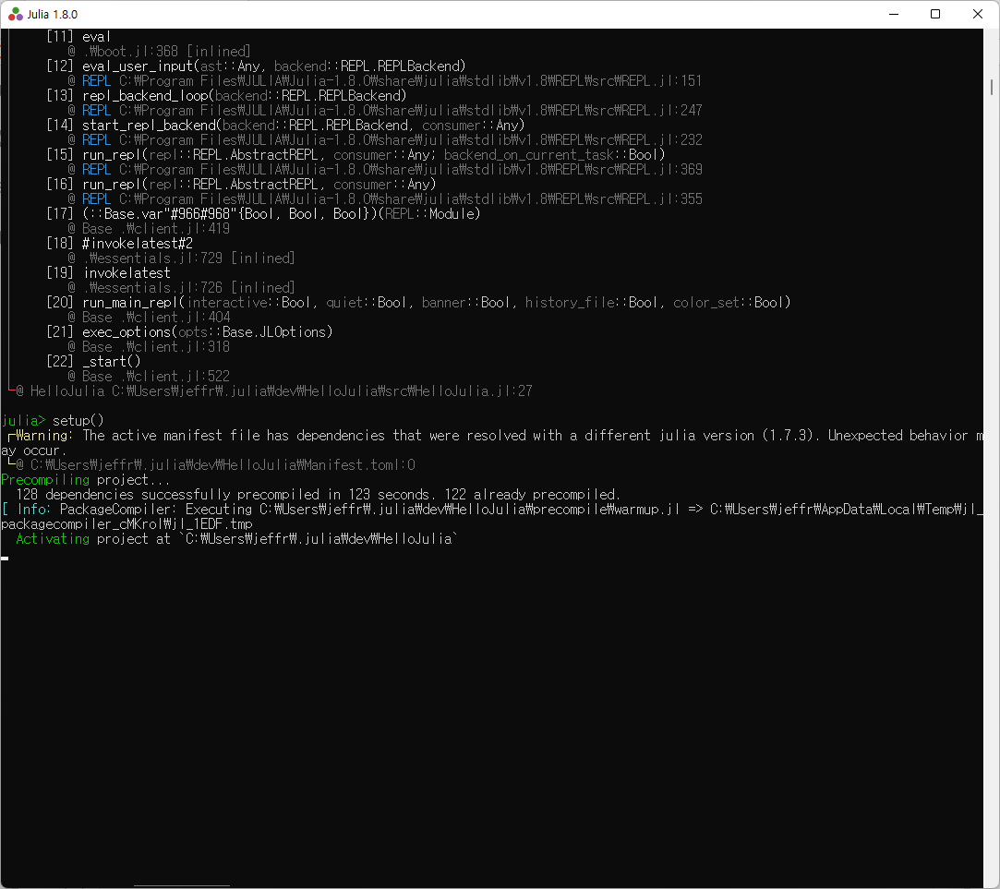 Julia 1.8.0
[11] eval
@ .₩boot.jl:368 [inlined]
[12] eval_user_input(ast::Any, backend::REPL.REPLBackend)
@ REPL C:₩Program Files₩JULIA₩Julia-1.8.0₩share₩julia₩stdlib₩v1.8₩REPL₩src₩REPL.jl:151
[13] repl_backend_loop(backend::REPL.REPLBackend)
@ REPL C:₩Program Files₩JULIA₩Julia-1.8.0₩share₩julia₩stdlib₩v1.8₩REPL₩src₩REPL.jl:247
[14] start_repl_backend(backend::REPL.REPLBackend, consumer::Any)
@ REPL C:₩Program Files₩JULIA₩Julia-1.8.0₩share₩julia₩stdlib₩v1.8₩REPL₩src₩REPL.jl:232
[15] run_repl(repl::REPL.AbstractREPL, consumer::Any; backend_on_current_task::Bool)
@ REPL C:₩Program Files₩JULIA₩Julia-1.8.0₩share₩julia₩stdlib₩v1.8₩REPL₩src₩REPL.jl:369
[16] run_repl(repl::REPL.AbstractREPL, consumer::Any)
@ REPL C:₩Program Files₩JULIA₩Julia-1.8.0₩share₩julia₩stdlib₩v1.8₩REPL₩src₩REPL.jl:355
[17] (::Base.var"#966#968"{Bool, Bool, Bool})(REPL::Module)
@ Base .₩client.jl:419
[18] #invokelatest#2
@ .₩essentials.jl:729 [inlined]
[19] invokelatest
@ .₩essentials.jl:726 [inlined]
[20] run_main_repl(interactive::Bool, quiet::Bool, banner::Bool, history_file::Bool, color_set::Bool)
@ Base .₩client.jl:404
[21] exec_options(opts::Base.JLOptions)
@ Base .₩client.jl:318
[22] _start()
@ Base .₩client.jl:522
└@ HelloJulia C:₩Users₩jeffr₩.julia₩dev₩HelloJulia₩src₩HelloJulia.jl:27
julia> setup()
┌Warning: The active manifest file has dependencies that were resolved with a different julia version (1.7.3). Unexpected behavior m
ay occur.
└@ C:₩Users₩jeffr₩.julia₩dev₩HelloJulia₩Manifest.toml:0
Precompiling project...
128 dependencies successfully precompiled in 123 seconds. 122 already precompiled.
[ Info: PackageCompiler: Executing C:₩Users₩jeffr₩.julia₩dev₩HelloJulia₩precompile₩warmup.jl => C:₩Users₩jeffr₩AppData₩Local₩Temp₩jl_
packagecompiler_cMKrol₩jl_1EDF.tmp
Activating project at `C:₩Users₩jeffr₩.julia₩dev₩HelloJulia`